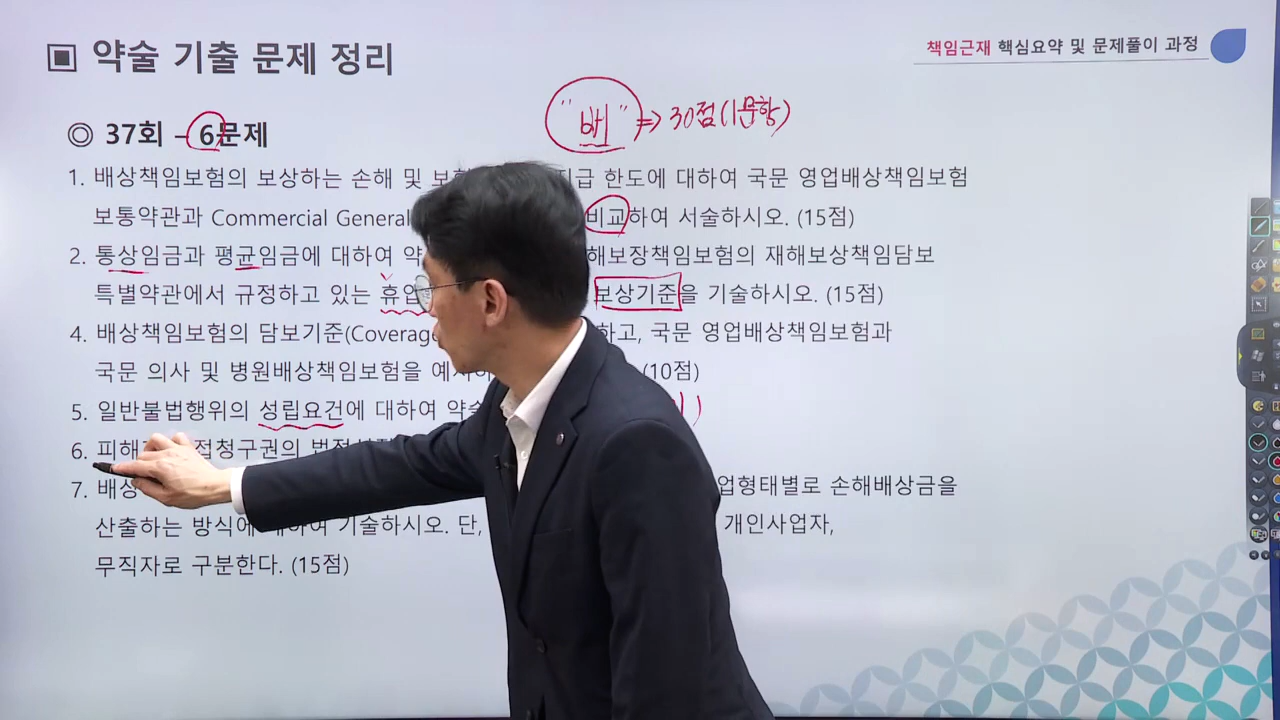 약술 기출 문제 정리
책임근재 핵심요약 및 문제풀이 과정
"배" => 30점(1문항)
◎ 37회 – 6문제
1. 배상책임보험의 보상하는 손해 및 지급 한도에 대하여 국문 영업배상책임보험
보통약관과 Commercial General 비교하여 서술하시오. (15점)
2. 통상임금과 평균임금에 대하여 해보장책임보험의 재해보상책임담보
특별약관에서 규정하고 있는 보상기준을 기술하시오. (15점)
4. 배상책임보험의 담보기준(Coverag 하고, 국문 영업배상책임보험과
국문 의사 및 병원배상책임보험을 (10점)
5. 일반불법행위의 성립요건에 대하여
6. 피해 접청구권의
7. 배상 업형태별로 손해배상금을
산출하는 방식에 대하여 기술하시오. 단, 개인사업자,
무직자로 구분한다. (15점)